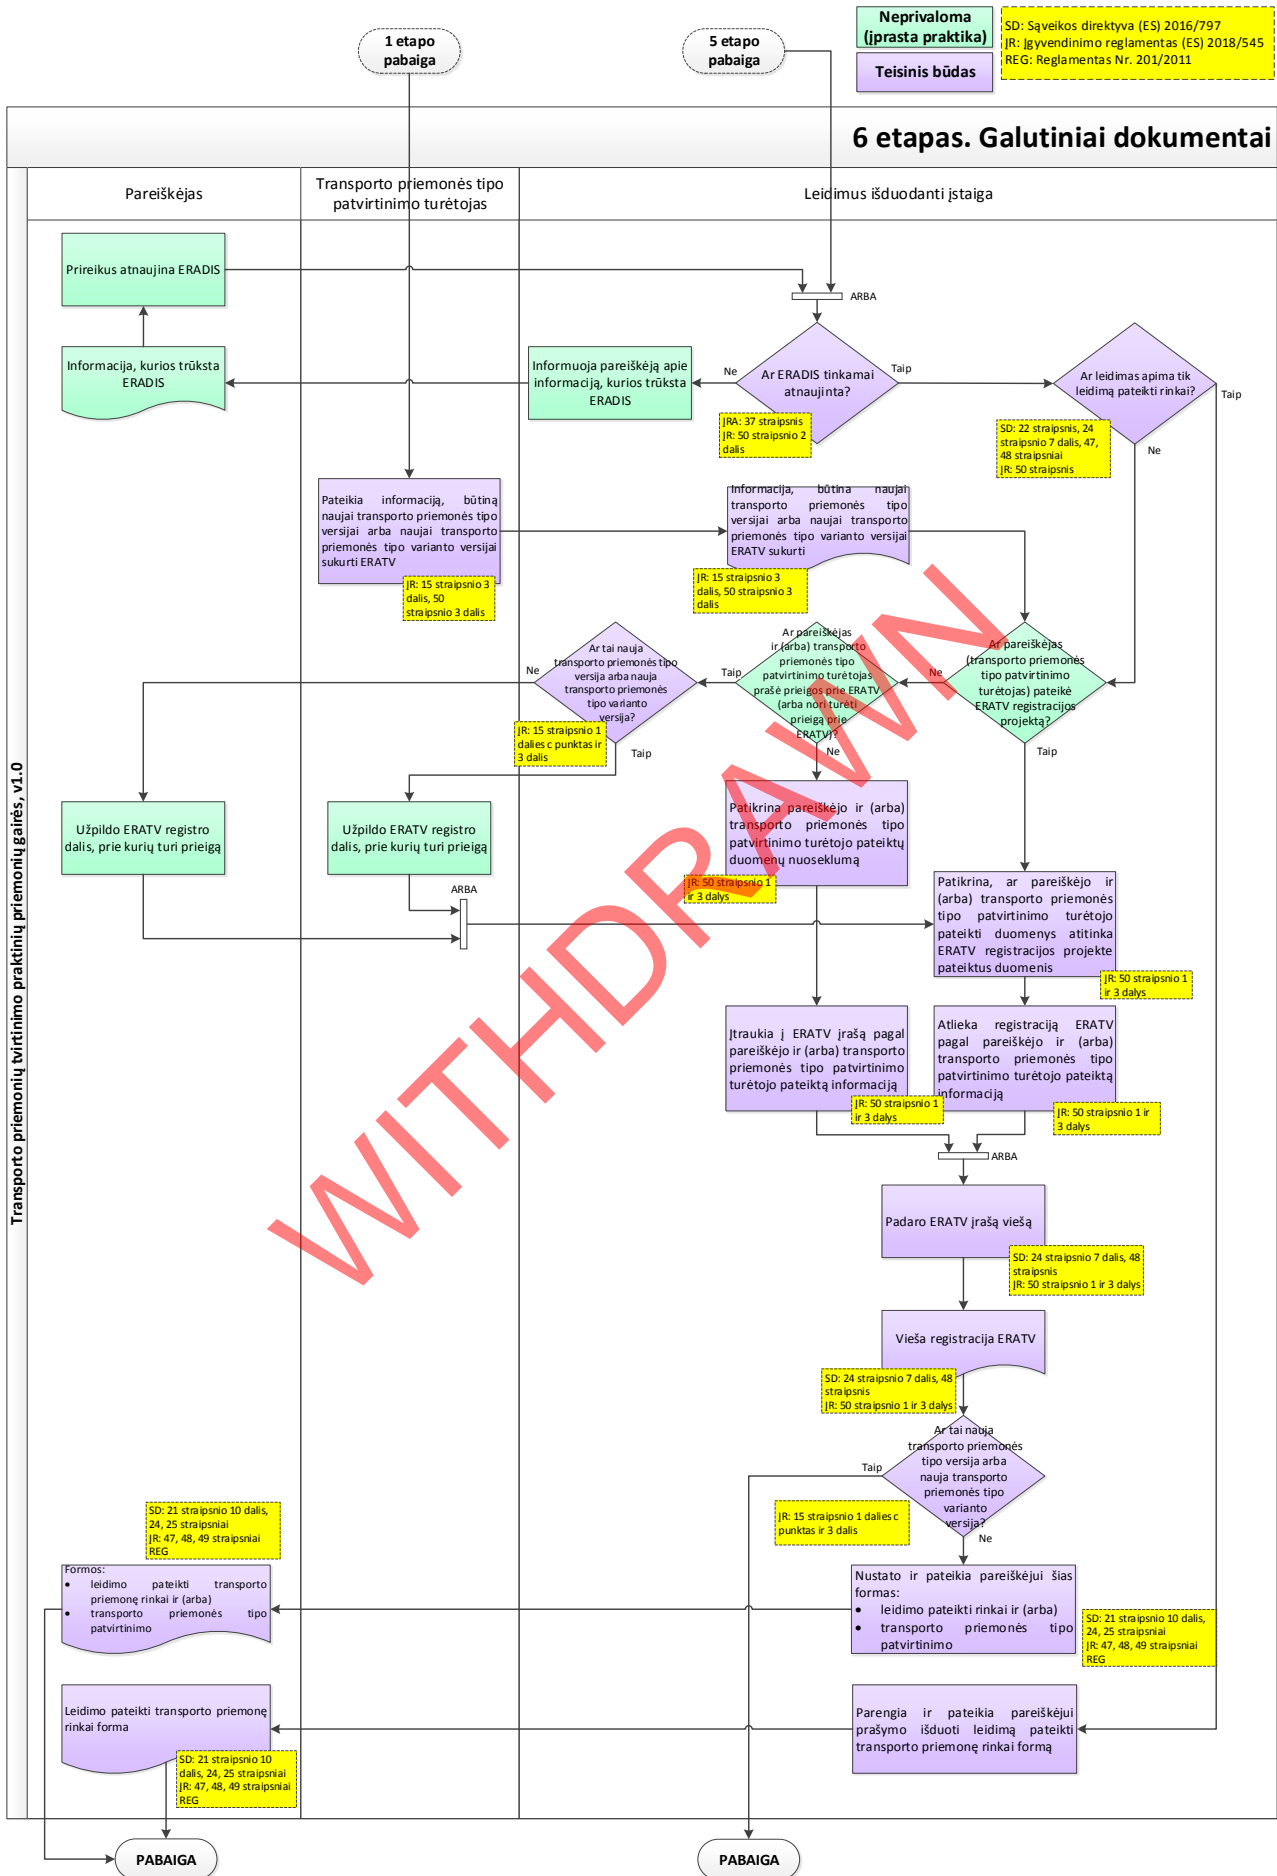 1 etapo
pabaiga
5 etapo
pabaiga
Neprivaloma
(įprasta praktika)
Teisinis būdas
SD: Sąveikos direktyva (ES) 2016/797
ĮR: Įgyvendinimo reglamentas (ES) 2018/545
REG: Reglamentas Nr. 201/2011
6 etapas. Galutiniai dokumentai
Transporto priemonių tvirtinimo praktinių priemonių gairės, v1.0
Pareiškėjas
Transporto priemonės tipo
patvirtinimo turėtojas
Leidimus išduodanti įstaiga
Prireikus atnaujina ERADIS
ARBA
Informacija, kurios trūksta
ERADIS
Informuoja pareiškėją apie
informaciją, kurios trūksta
ERADIS
Ne
Ar ERADIS tinkamai
atnaujinta?
Taip
ĮRA: 37 straipsnis
ĮR: 50 straipsnio 2
dalis
Ar leidimas apima tik
leidimą pateikti rinkai?
Taip
Ne
SD: 22 straipsnis, 24
straipsnio 7 dalis, 47,
48 straipsniai
ĮR: 50 straipsnis
Pateikia informaciją, būtiną
naujai transporto priemonės tipo
versijai arba naujai transporto
priemonės tipo varianto versijai
sukurti ERATV
ĮR: 15 straipsnio 3
dalis, 50
straipsnio 3 dalis
Informacija, būtina naujai
transporto priemonės tipo
versijai arba naujai transporto
priemonės tipo varianto versijai
ERATV sukurti
ĮR: 15 straipsnio 3
dalis, 50 straipsnio 3
dalis
Ne
Ar tai nauja
transporto priemonės tipo
versija arba nauja
transporto priemonės
tipo varianto
versija?
Taip
ĮR: 15 straipsnio 1
dalies c punktas ir
3 dalis
Taip
Ar pareiškėjas
ir (arba) transporto
priemonės tipo
patvirtinimo turėtojas
prašė prieigos prie ERATV
(arba nori turėti
prieigą prie
ERATV)?
Ne
Ne
Ar pareiškėjas
(transporto priemonės
tipo patvirtinimo
turėtojas) pateikė
ERATV registracijos
projektą?
Taip
Užpildo ERATV registro
dalis, prie kurių turi prieigą
Užpildo ERATV registro
dalis, prie kurių turi prieigą
ARBA
Patikrina pareiškėjo ir (arba)
transporto priemonės tipo
patvirtinimo turėtojo pateiktų
duomenų nuoseklumą
ĮR: 50 straipsnio 1
ir 3 dalys
Patikrina, ar pareiškėjo ir
(arba) transporto priemonės
tipo patvirtinimo turėtojo
pateikti duomenys atitinka
ERATV registracijos projekte
pateiktus duomenis
ĮR: 50 straipsnio 1
ir 3 dalys
Įtraukia į ERATV įrašą pagal
pareiškėjo ir (arba) transporto
priemonės tipo patvirtinimo
turėtojo pateiktą informaciją
ĮR: 50 straipsnio 1
ir 3 dalys
Atlieka registraciją ERATV
pagal pareiškėjo ir (arba)
transporto priemonės tipo
patvirtinimo turėtojo pateiktą
informaciją
ĮR: 50 straipsnio 1 ir
3 dalys
ARBA
Padaro ERATV įrašą viešą
SD: 24 straipsnio 7 dalis, 48
straipsnis
ĮR: 50 straipsnio 1 ir 3 dalys
Vieša registracija ERATV
SD: 24 straipsnio 7 dalis, 48
straipsnis
ĮR: 50 straipsnio 1 ir 3 dalys
Taip
Ar tai nauja
transporto priemonės
tipo versija arba
nauja transporto
priemonės tipo
varianto
versija?
Ne
ĮR: 15 straipsnio 1 dalies c
punktas ir 3 dalis
SD: 21 straipsnio 10 dalis,
24, 25 straipsniai
ĮR: 47, 48, 49 straipsniai
REG
Formos:
• leidimo pateikti transporto
priemonę rinkai ir (arba)
• transporto priemonės tipo
patvirtinimo
Nustato ir pateikia pareiškėjui šias
formas:
• leidimo pateikti rinkai ir (arba)
• transporto priemonės tipo
patvirtinimo
SD: 21 straipsnio 10 dalis,
24, 25 straipsniai
ĮR: 47, 48, 49 straipsniai
REG
Leidimo pateikti transporto priemonę
rinkai forma
SD: 21 straipsnio 10
dalis, 24, 25 straipsniai
ĮR: 47, 48, 49 straipsniai
REG
Parengia ir pateikia pareiškėjui
prašymo išduoti leidimą pateikti
transporto priemonę rinkai formą
PABAIGA
PABAIGA
WITHDRAWN